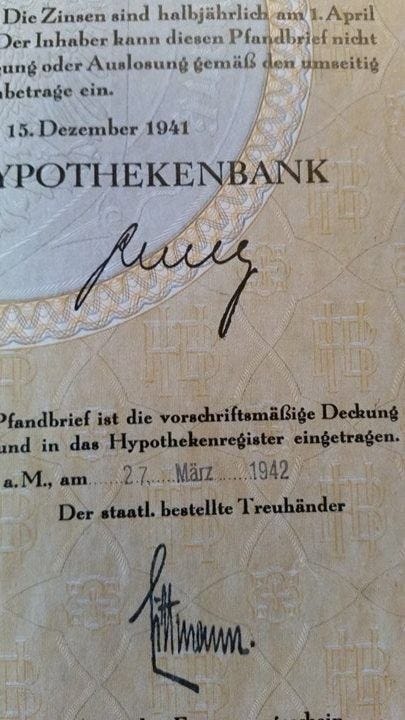 Die Zinsen sind halbjährlich am 1. April
Der Inhaber kann diesen Pfandbrief nicht
gung oder Auslosung gemäß den umseitig
nbetrage ein.
15. Dezember 1941
YPOTHEKENBANK
Pfandbrief ist die vorschriftsmäßige Deckung
und in das Hypothekenregister eingetragen.
a. M., am 27. März 1942
Der staatl. bestellte Treuhänder